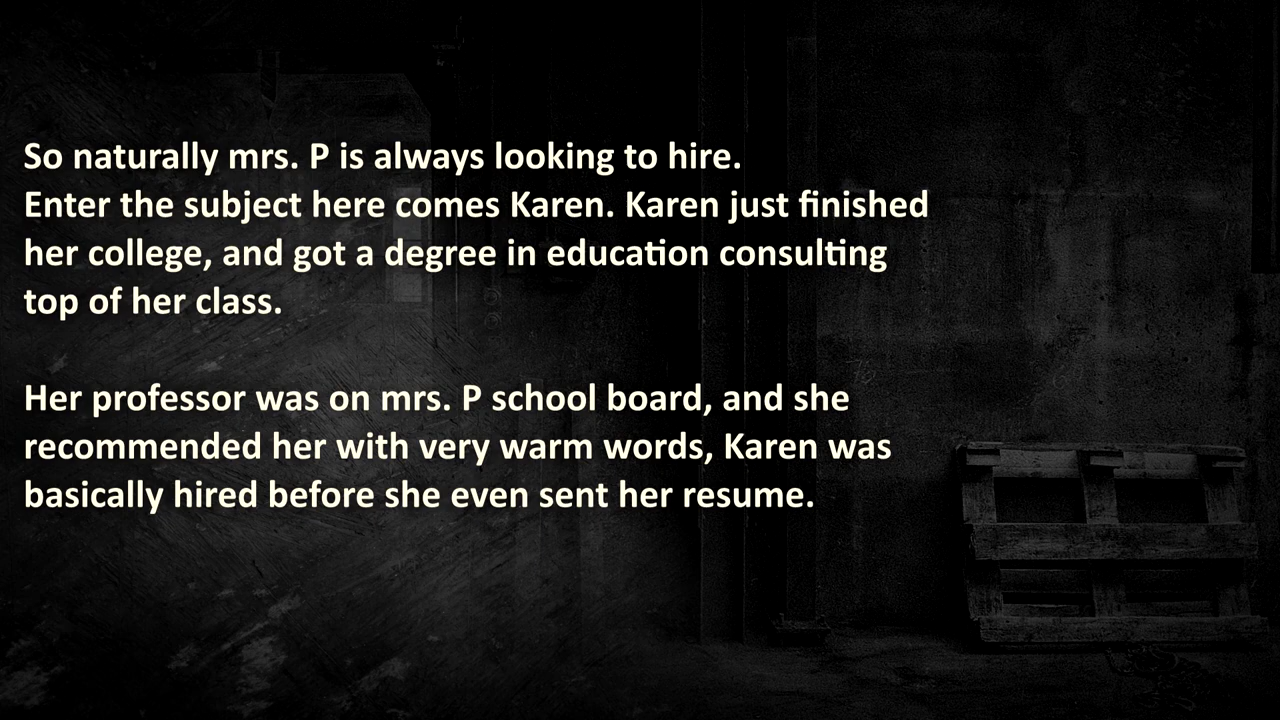 So naturally mrs. P is always looking to hire.
Enter the subject here comes Karen. Karen just finished
her college, and got a degree in education consulting
top of her class.
Her professor was on mrs. P school board, and she
recommended her with very warm words, Karen was
basically hired before she even sent her resume.